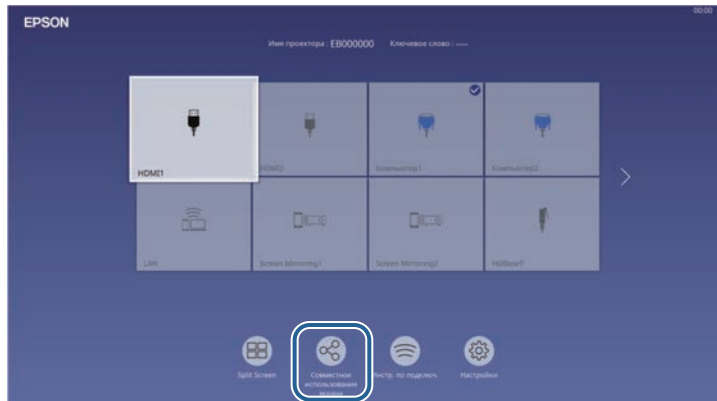 00:00
EPSON
Имя проектора : EB000000 Ключевое слово : ----
HDMI1
HDMI2
Компьютер1
Компьютер2
LAN
Screen Mirroring1
Screen Mirroring2
HDBaseT
Split Screen
Совместное
использование
экрана
Инстр. по подключ.
Настройки